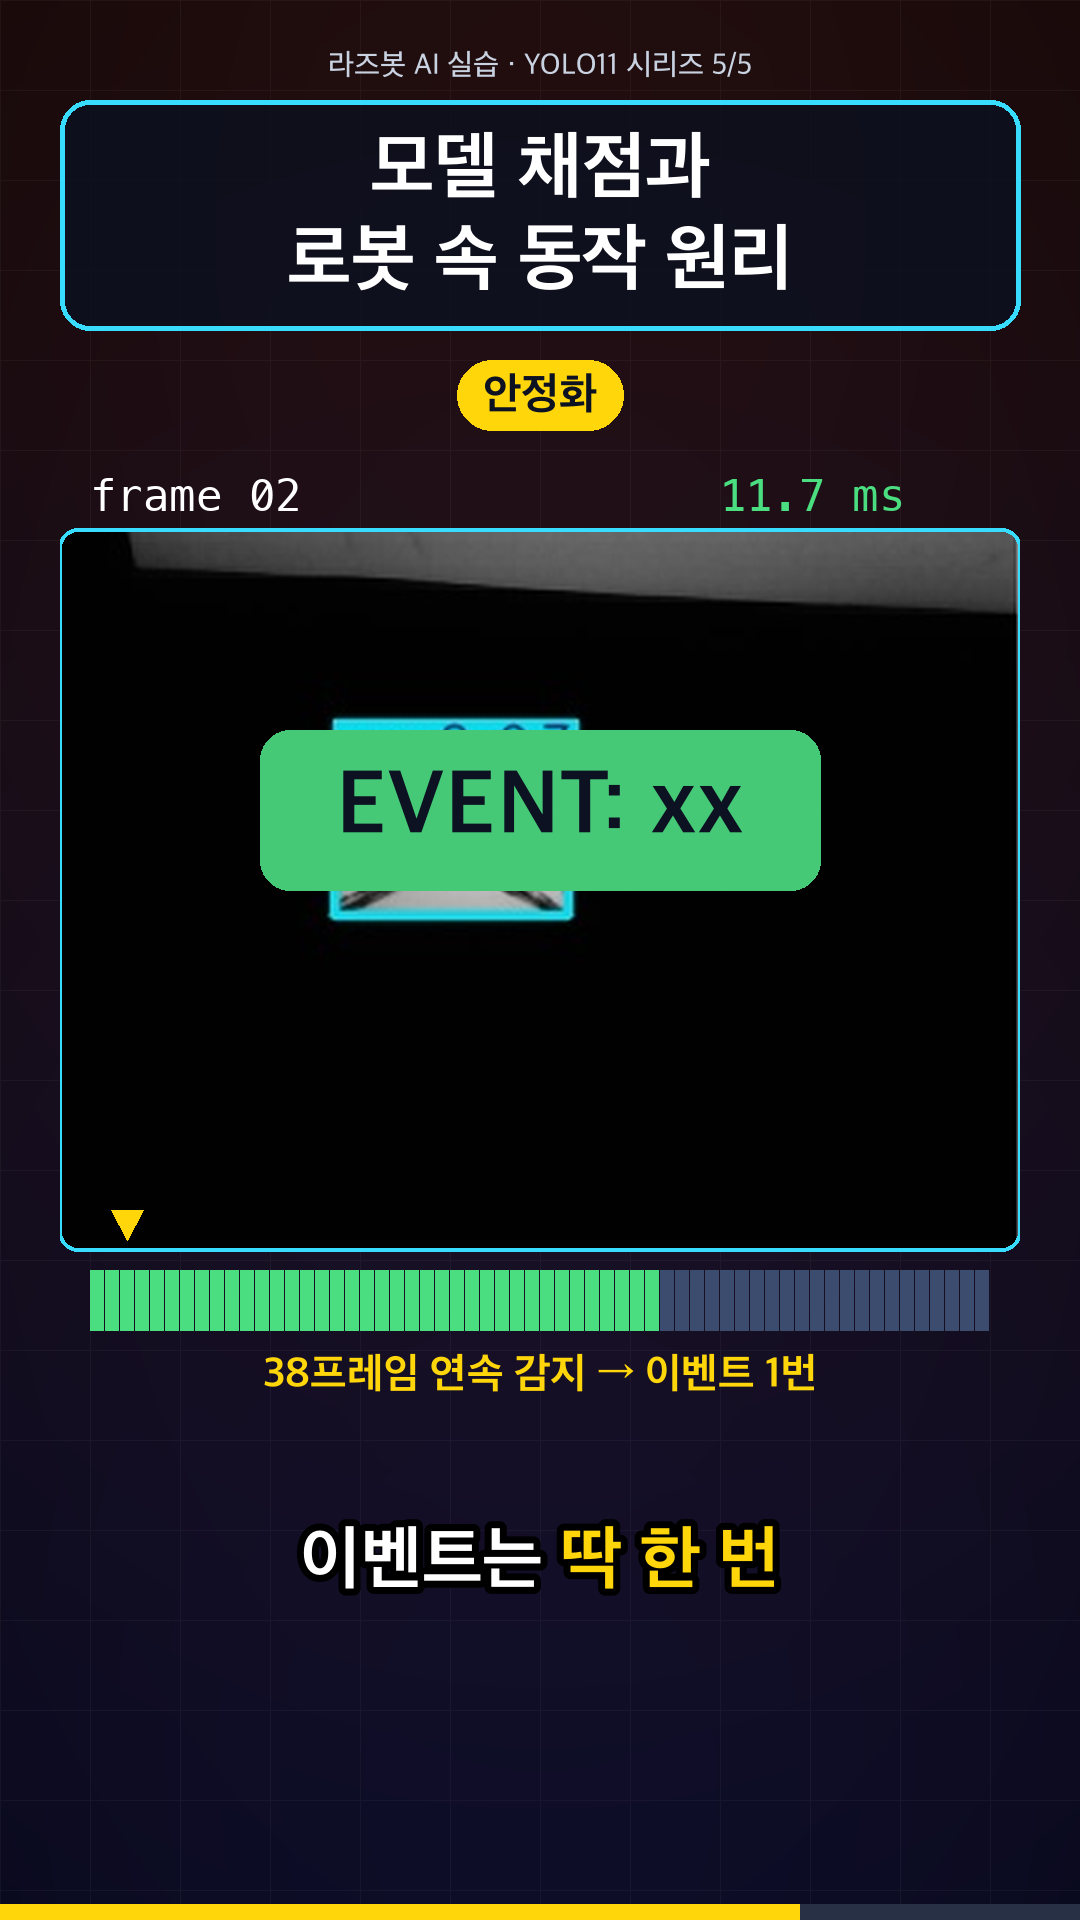 라즈봇 AI 실습 · YOLO11 시리즈 5/5
모델 채점과
로봇 속 동작 원리
안정화
frame 02
11.7 ms
EVENT: xx
38프레임 연속 감지 → 이벤트 1번
이벤트는 딱 한 번